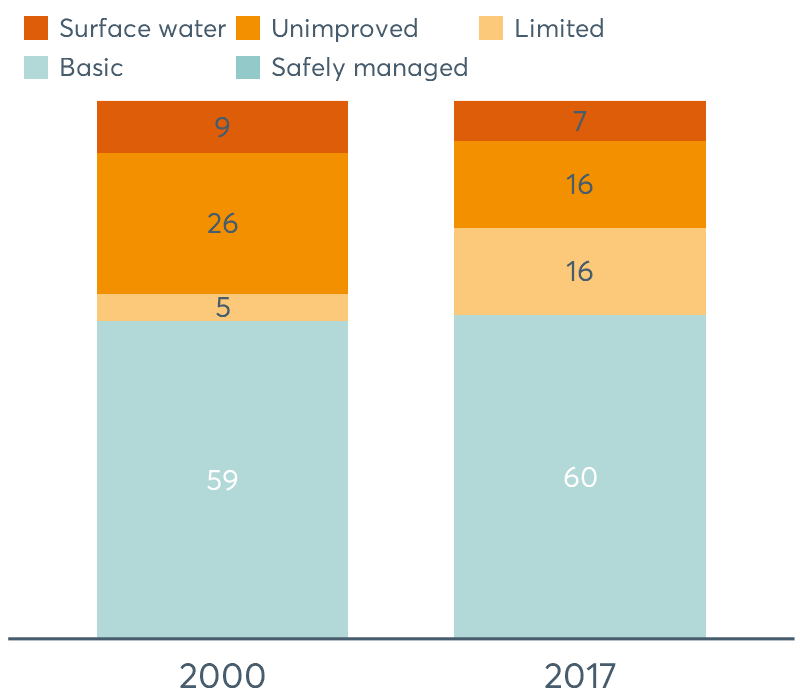 Surface water Unimproved Limited
Basic Safely managed
9 7
26 16
5 16
59 60
2000 2017